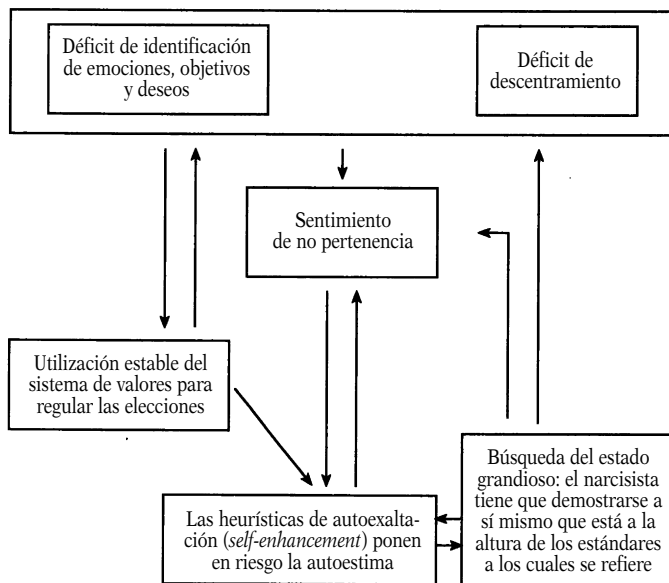 Déficit de identificación
de emociones, objetivos
y deseos
Déficit de
descentramiento
Sentimiento
de no pertenencia
Utilización estable del
sistema de valores para
regular las elecciones
Las heurísticas de autoexalta-
ción (self-enhancement) ponen
en riesgo la autoestima
Búsqueda del estado
grandioso: el narcisista
tiene que demostrarse a
sí mismo que está a la
altura de los estándares
a los cuales se refiere